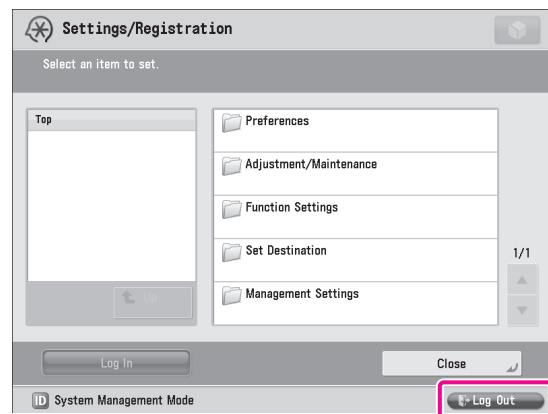 Settings/Registration
Select an item to set.
Top
Preferences
Adjustment/Maintenance
Function Settings
Set Destination
1/1
Management Settings
Up
Log In
Close
ID System Management Mode
Log Out